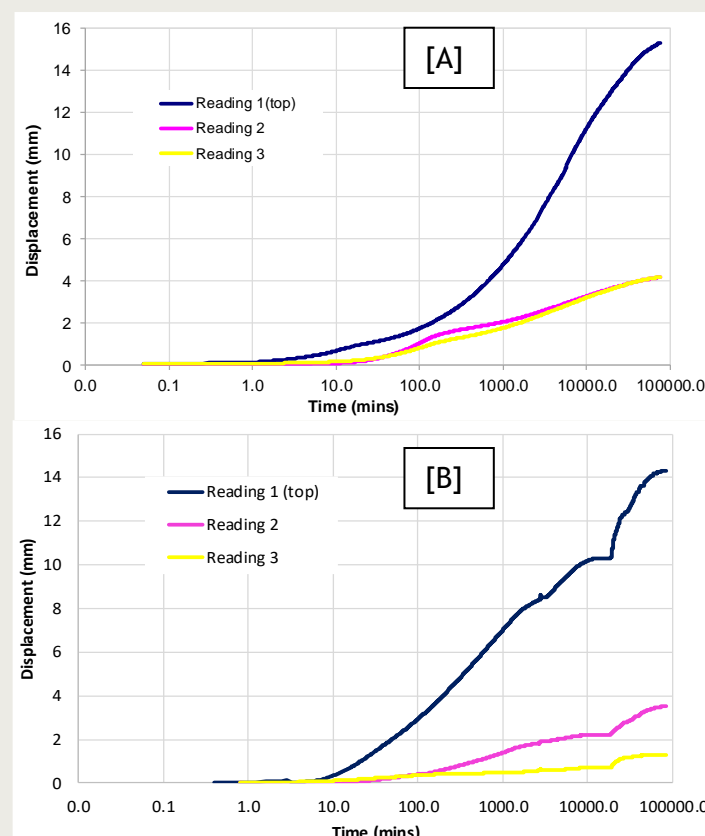 16
[A]
14
12
Reading 1(top)
Reading 2
10
Reading 3
8
6
4
2
0
Displacement (mm)
0.0 0.1 1.0 10.0 100.0 1000.0 10000.0 100000.0
Time (mins)
16
[B]
14
Reading 1 (top)
12
Reading 2
10
Reading 3
8
6
4
2
0
Displacement (mm)
0.0 0.1 1.0 10.0 100.0 1000.0 10000.0 100000.0
Time (mins)